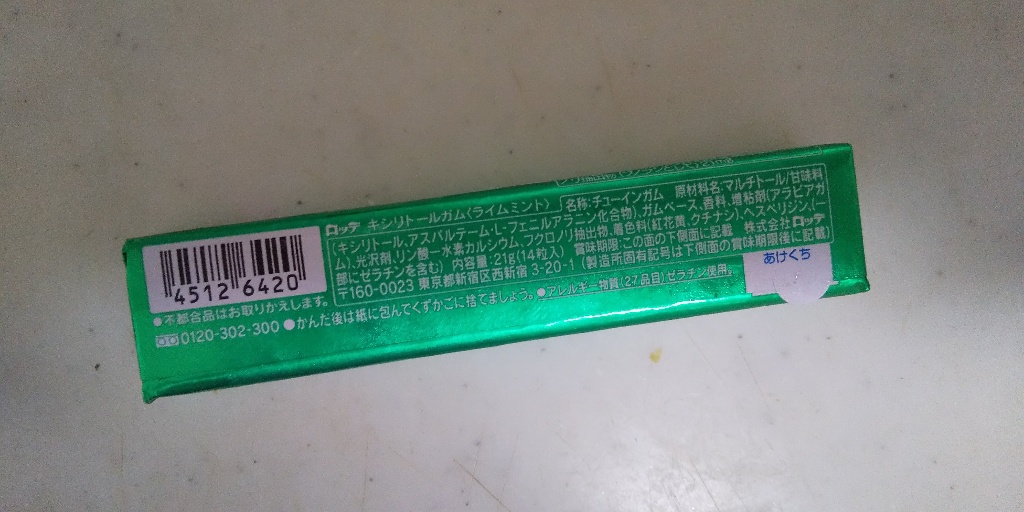 ロッテ キシリトールガム〈ライムミント〉
名称:チューインガム 原材料名:マルチトール/甘味料
(キシリトール、アスパルテーム・L-フェニルアラニン化合物)、ガムベース、香料、増粘剤(アラビアガ
ム)、光沢剤、リン酸一水素カルシウム、フクロノリ抽出物、着色料(紅花黄、クチナシ)、ヘスペリジン、(一
部にゼラチンを含む) 内容量:21g(14粒入) 賞味期限:この面の下側面に記載 株式会社ロッテ
〒160-0023 東京都新宿区西新宿3-20-1 (製造所固有記号は下側面の賞味期限後に記載)
4512 6420
●不都合品はお取りかえします。
0120-302-300 ●かんだ後は紙に包んでくずかごに捨てましょう。●アレルギー物質(27品目)ゼラチン使用。
あけくち